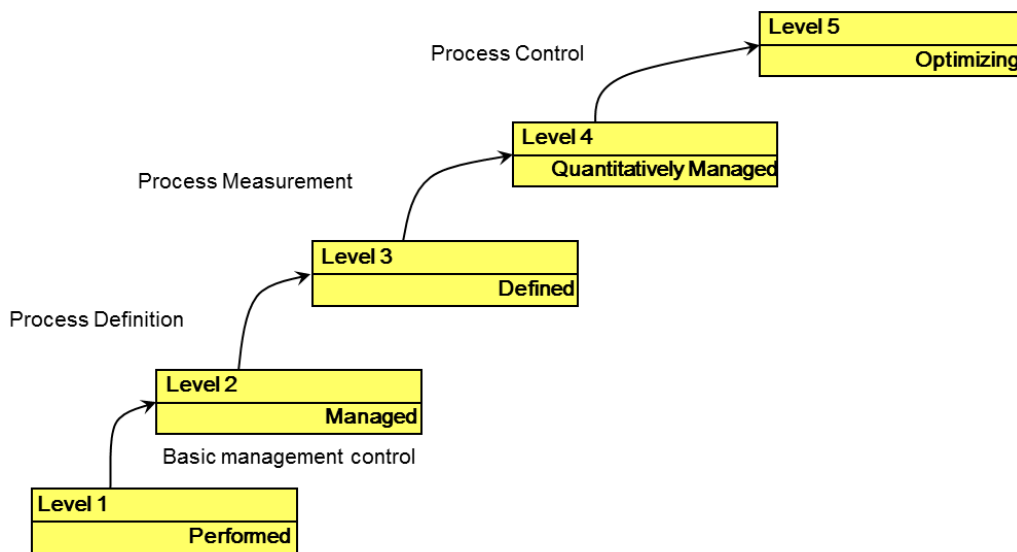 Level 5
Process Control
Optimizing
Level 4
Quantitatively Managed
Process Measurement
Level 3
Defined
Process Definition
Level 2
Managed
Basic management control
Level 1
Performed